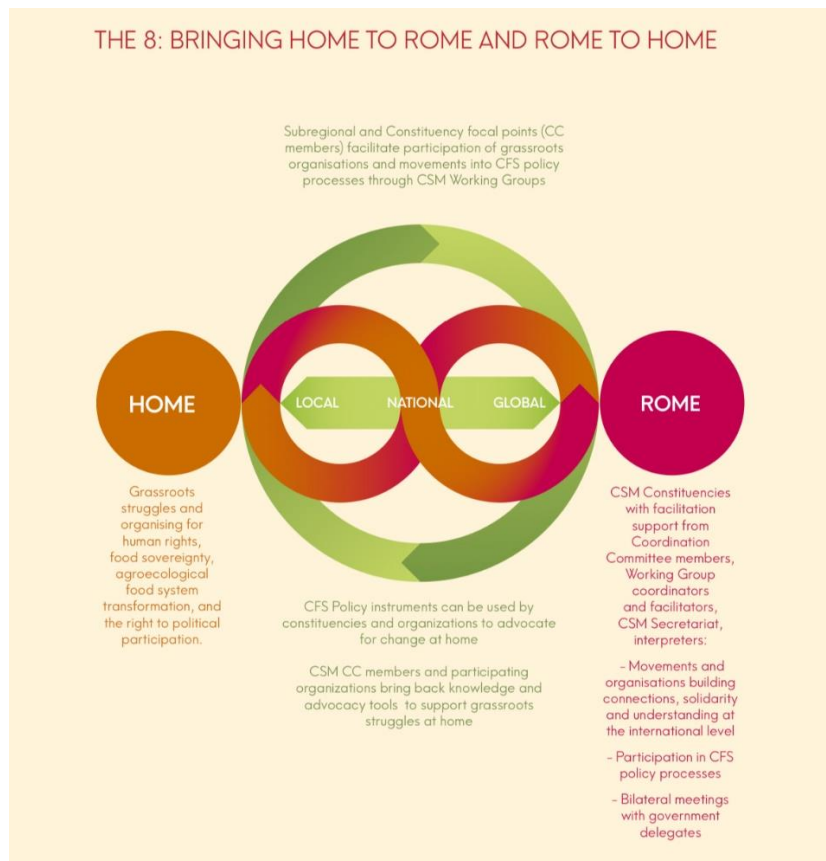 THE 8: BRINGING HOME TO ROME AND ROME TO HOME
Subregional and Constituency focal points (CC
members) facilitate participation of grassroots
organisations and movements into CFS policy
processes through CSM Working Groups
HOME
LOCAL
NATIONAL
GLOBAL
ROME
Grassroots
struggles and
organising for
human rights,
food sovereignty,
agroecological
food system
transformation, and
the right to political
participation.
CFS Policy instruments can be used by
constituencies and organizations to advocate
for change at home
CSM CC members and participating
organizations bring back knowledge and
advocacy tools to support grassroots
struggles at home
CSM Constituencies
with facilitation
support from
Coordination
Committee members,
Working Group
coordinators
and facilitators,
CSM Secretariat,
interpreters:
- Movements and
organisations building
connections, solidarity
and understanding at
the international level
- Participation in CFS
policy processes
- Bilateral meetings
with government
delegates